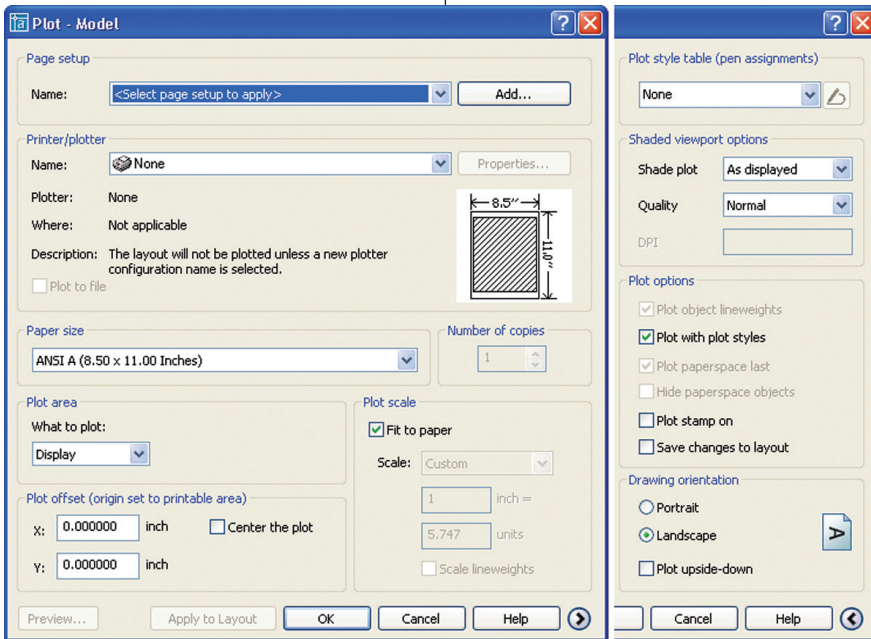 Plot - Model
Page setup
Name: <Select page setup to apply> Add...
Printer/plotter
Name: None Properties...
Plotter: None
Where: Not applicable
Description: The layout will not be plotted unless a new plotter
configuration name is selected.
Plot to file
8.5″
11.0″
Paper size
ANSI A (8.50 x 11.00 Inches)
Number of copies
1
Plot area
What to plot:
Display
Plot offset (origin set to printable area)
X: 0.000000 inch Center the plot
Y: 0.000000 inch
Plot scale
Fit to paper
Scale: Custom
1 inch =
5.747 units
Scale lineweights
Preview... Apply to Layout OK Cancel Help
Plot style table (pen assignments)
None
Shaded viewport options
Shade plot As displayed
Quality Normal
DPI
Plot options
Plot object lineweights
Plot with plot styles
Plot paperspace last
Hide paperspace objects
Plot stamp on
Save changes to layout
Drawing orientation
Portrait
Landscape
A
Plot upside-down
Cancel Help